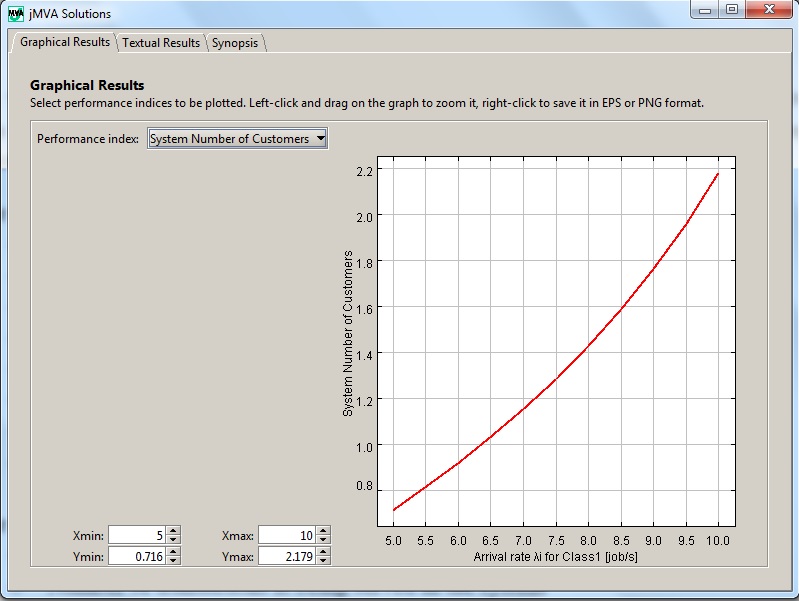 MVA jMVA Solutions
Graphical Results Textual Results Synopsis
Graphical Results
Select performance indices to be plotted. Left-click and drag on the graph to zoom it, right-click to save it in EPS or PNG format.
Performance index: System Number of Customers
2.2
2.0
1.8
1.6
1.4
1.2
1.0
0.8
System Number of Customers
5.0 5.5 6.0 6.5 7.0 7.5 8.0 8.5 9.0 9.5 10.0
Arrival rate λi for Class1 [job/s]
Xmin: 5 Xmax: 10
Ymin: 0.716 Ymax: 2.179